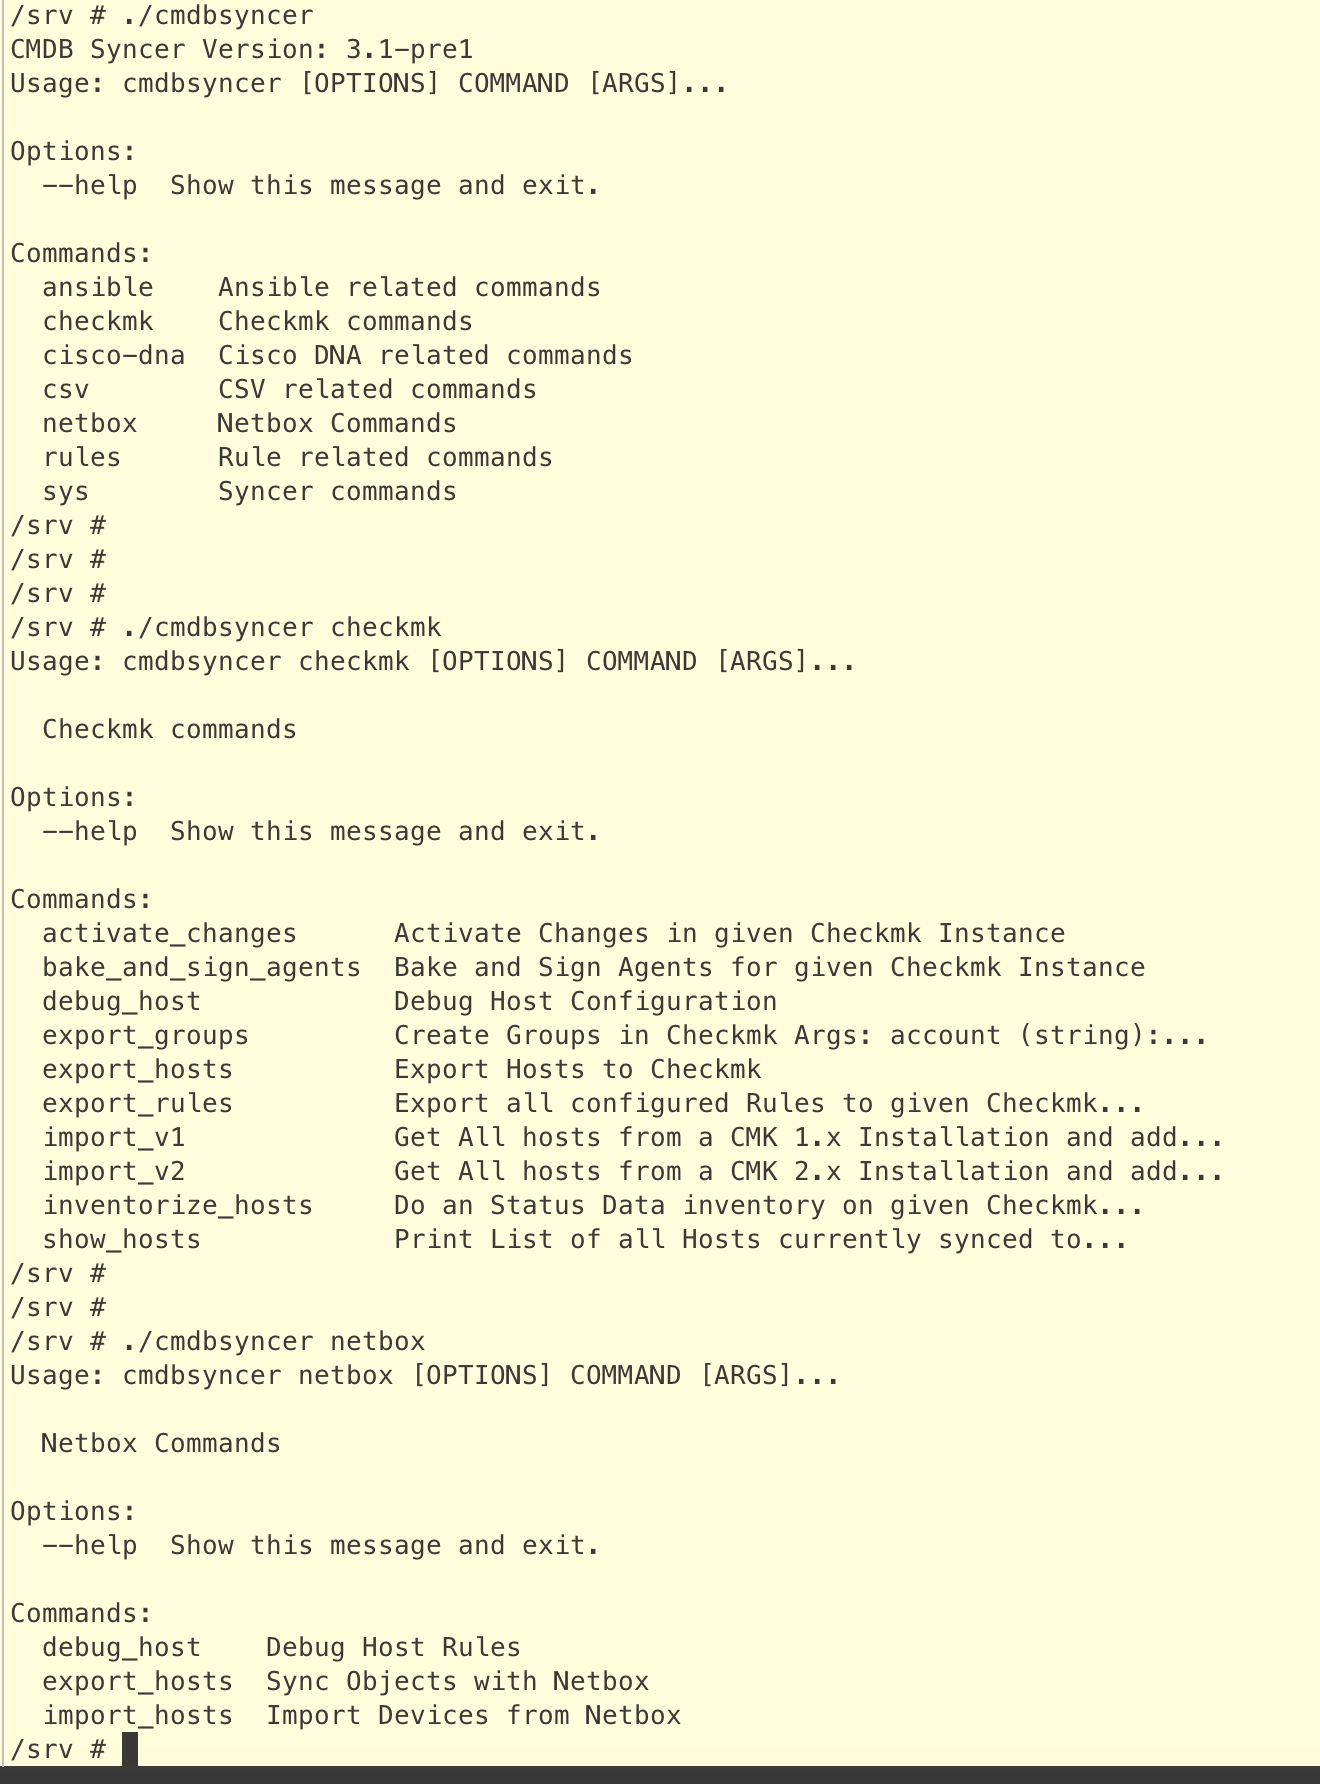 /srv # ./cmdbsyncer
CMDB Syncer Version: 3.1-pre1
Usage: cmdbsyncer [OPTIONS] COMMAND [ARGS]...

Options:
  --help  Show this message and exit.

Commands:
  ansible    Ansible related commands
  checkmk    Checkmk commands
  cisco-dna  Cisco DNA related commands
  csv        CSV related commands
  netbox     Netbox Commands
  rules      Rule related commands
  sys        Syncer commands
/srv #
/srv #
/srv #
/srv # ./cmdbsyncer checkmk
Usage: cmdbsyncer checkmk [OPTIONS] COMMAND [ARGS]...

  Checkmk commands

Options:
  --help  Show this message and exit.

Commands:
  activate_changes      Activate Changes in given Checkmk Instance
  bake_and_sign_agents  Bake and Sign Agents for given Checkmk Instance
  debug_host            Debug Host Configuration
  export_groups         Create Groups in Checkmk Args: account (string):...
  export_hosts          Export Hosts to Checkmk
  export_rules          Export all configured Rules to given Checkmk...
  import_v1             Get All hosts from a CMK 1.x Installation and add...
  import_v2             Get All hosts from a CMK 2.x Installation and add...
  inventorize_hosts     Do an Status Data inventory on given Checkmk...
  show_hosts            Print List of all Hosts currently synced to...
/srv #
/srv #
/srv # ./cmdbsyncer netbox
Usage: cmdbsyncer netbox [OPTIONS] COMMAND [ARGS]...

  Netbox Commands

Options:
  --help  Show this message and exit.

Commands:
  debug_host    Debug Host Rules
  export_hosts  Sync Objects with Netbox
  import_hosts  Import Devices from Netbox
/srv #